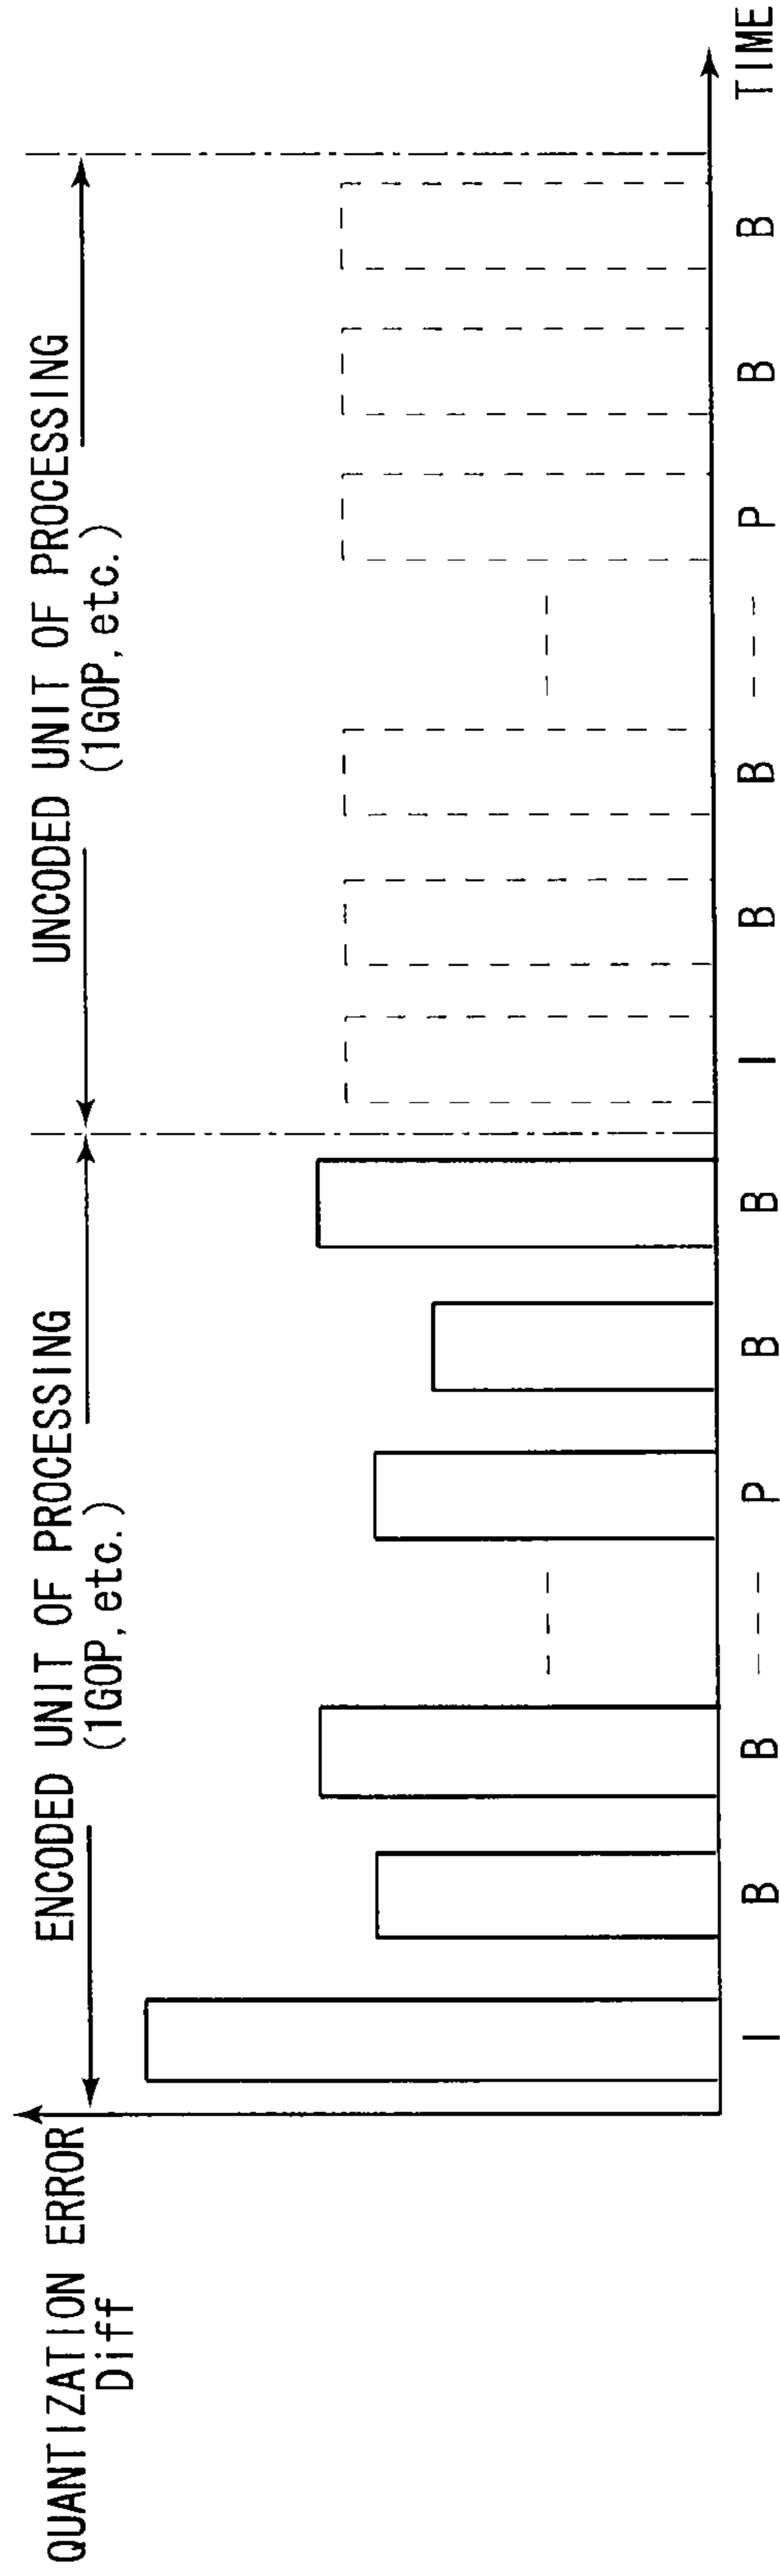 QUANTIZATION ERROR
Diff
ENCODED UNIT OF PROCESSING
(1GOP, etc.)
UNCODED UNIT OF PROCESSING
(1GOP, etc.)
I B B --- P B B I B B --- P B B TIME